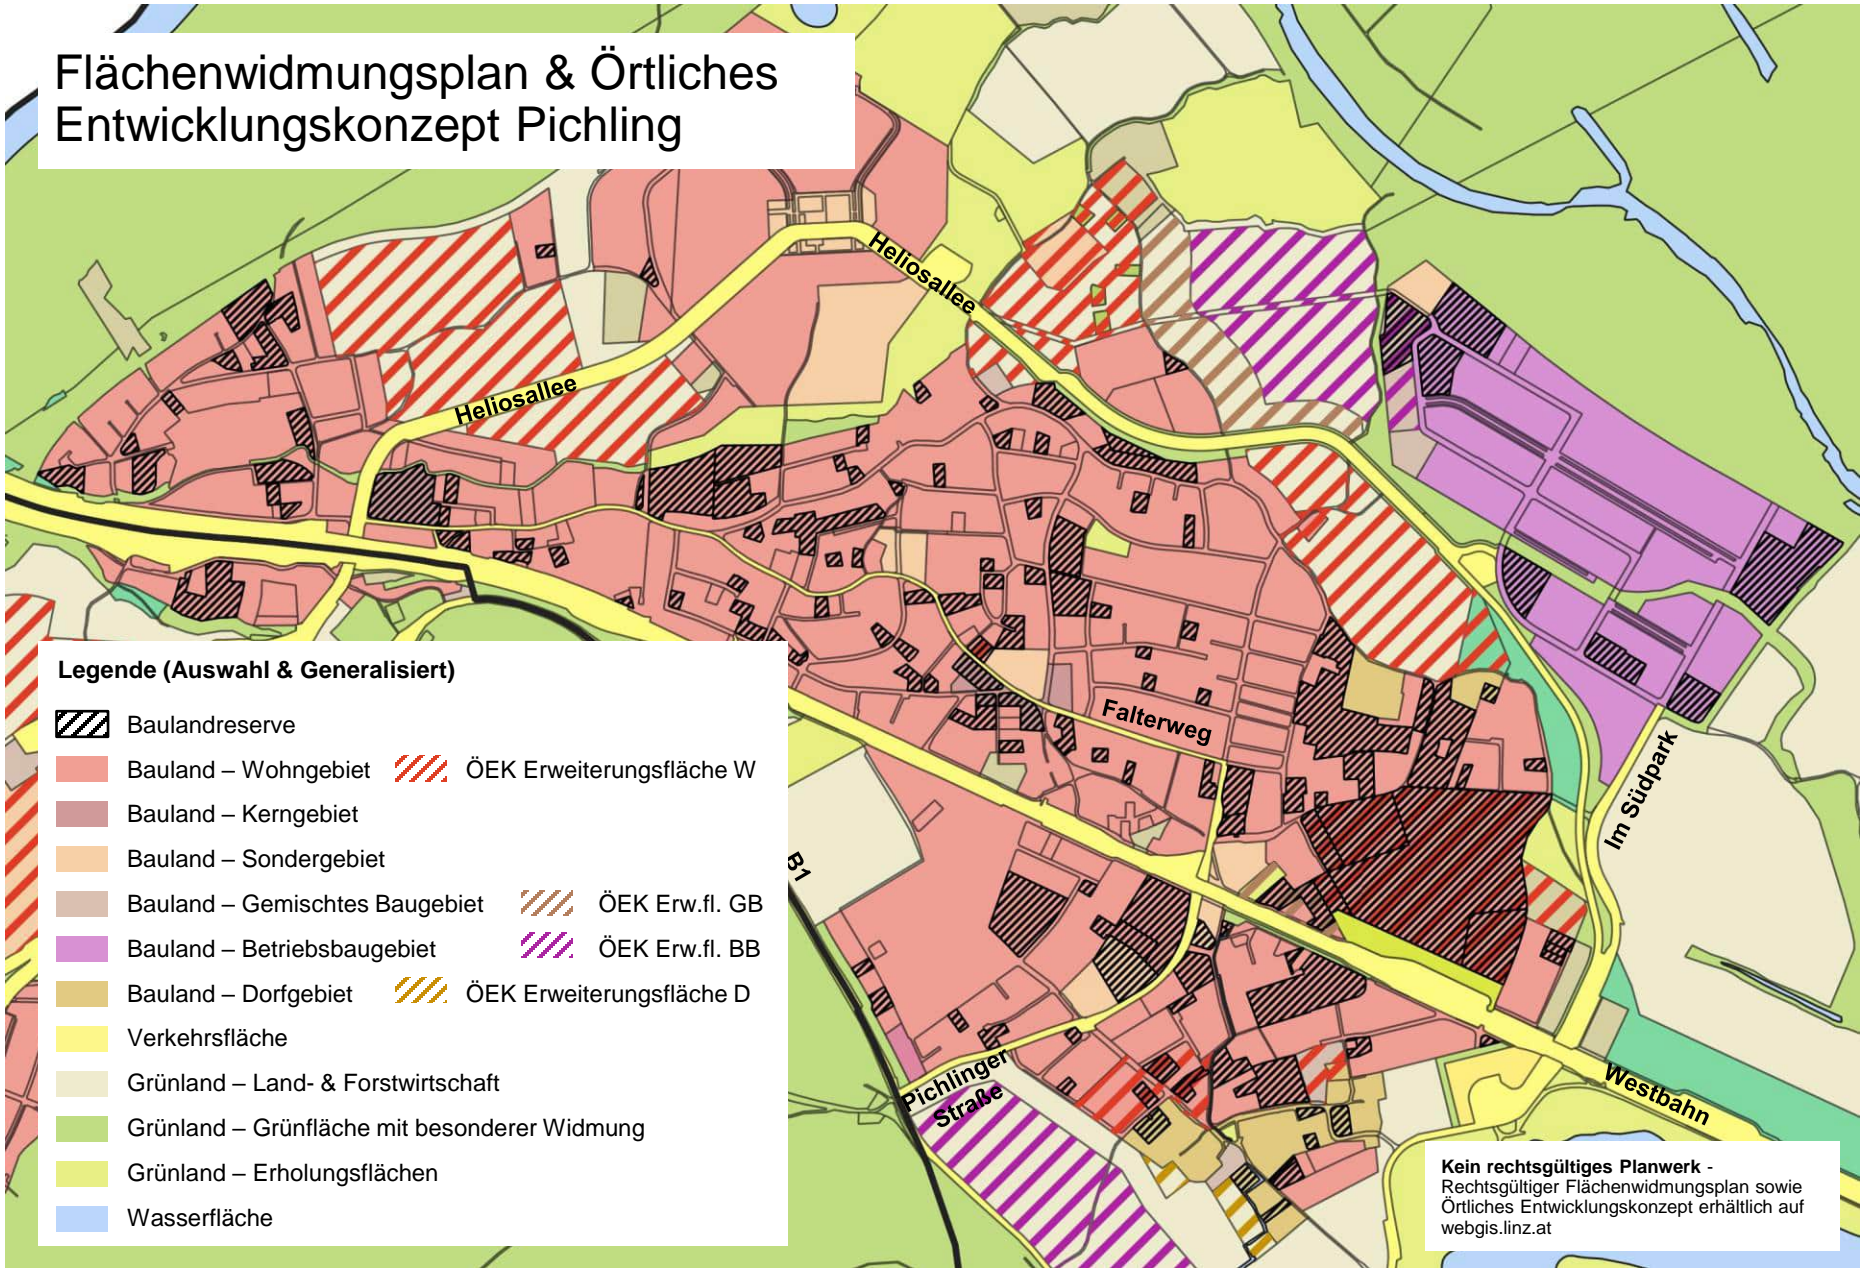 Flächenwidmungsplan & Örtliches
Entwicklungskonzept Pichling
Heliosallee
Heliosallee
Falterweg
Im Südpark
B1
Pichlinger
Straße
Westbahn
Legende (Auswahl & Generalisiert)
Baulandreserve
Bauland – Wohngebiet ÖEK Erweiterungsfläche W
Bauland – Kerngebiet
Bauland – Sondergebiet
Bauland – Gemischtes Baugebiet ÖEK Erw.fl. GB
Bauland – Betriebsbaugebiet ÖEK Erw.fl. BB
Bauland – Dorfgebiet ÖEK Erweiterungsfläche D
Verkehrsfläche
Grünland – Land- & Forstwirtschaft
Grünland – Grünfläche mit besonderer Widmung
Grünland – Erholungsflächen
Wasserfläche
Kein rechtsgültiges Planwerk -
Rechtsgültiger Flächenwidmungsplan sowie
Örtliches Entwicklungskonzept erhältlich auf
webgis.linz.at